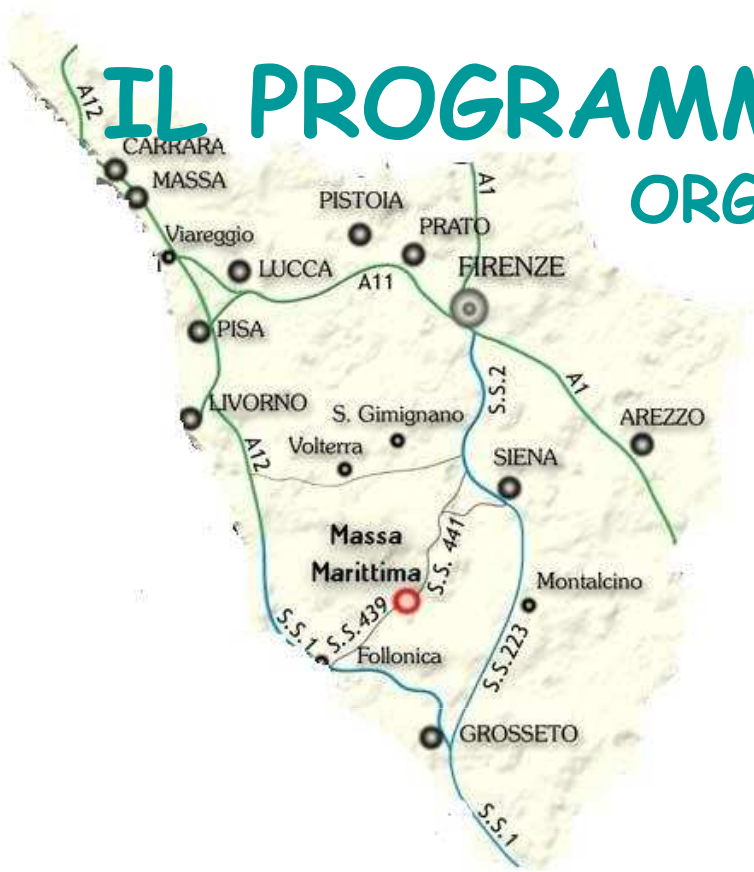 IL PROGRAMM
ORG
A12
CARRARA
MASSA
A1
PISTOIA
PRATO
Viareggio
LUCCA
A11
FIRENZE
PISA
S.S.2
A1
LIVORNO
S. Gimignano
AREZZO
A12
Volterra
SIENA
Massa
Marittima
S.S. 441
Montalcino
S.S.1
S.S.439
Follonica
S.S.223
GROSSETO
S.S.1